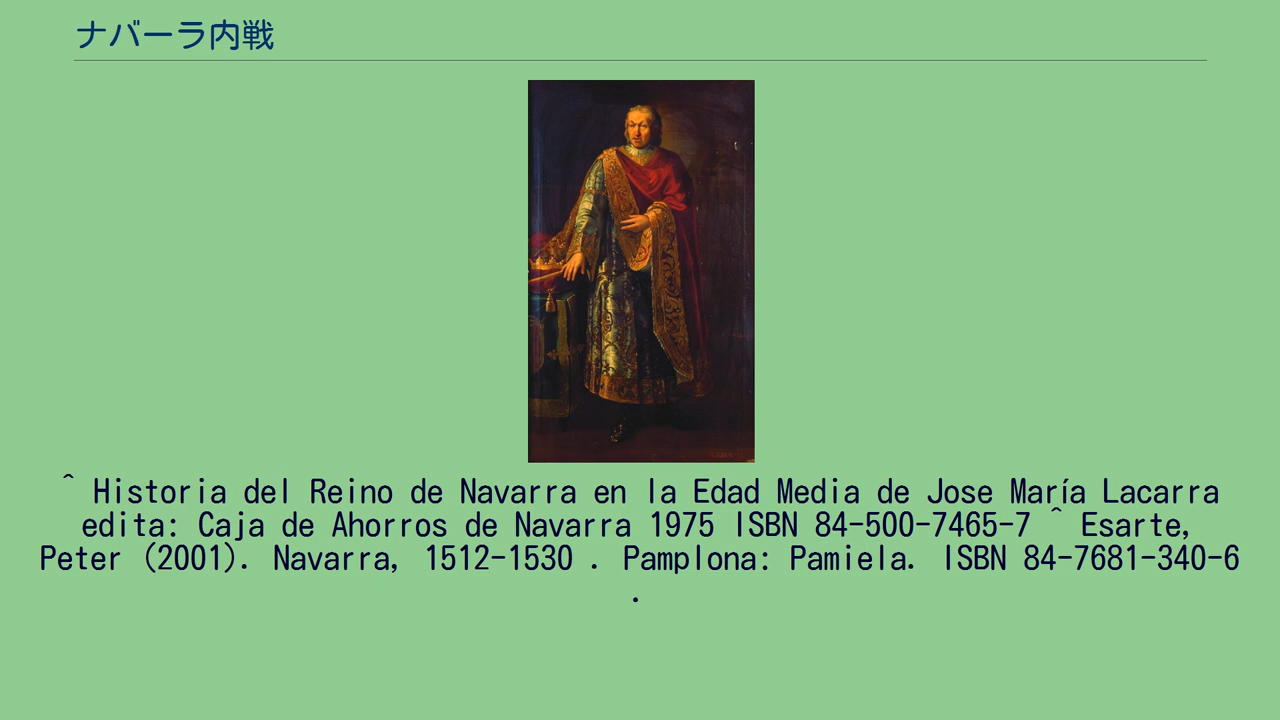 ナバーラ内戦
^ Historia del Reino de Navarra en la Edad Media de Jose María Lacarra
edita: Caja de Ahorros de Navarra 1975 ISBN 84-500-7465-7 ^ Esarte,
Peter (2001). Navarra, 1512-1530 . Pamplona: Pamiela. ISBN 84-7681-340-6
.